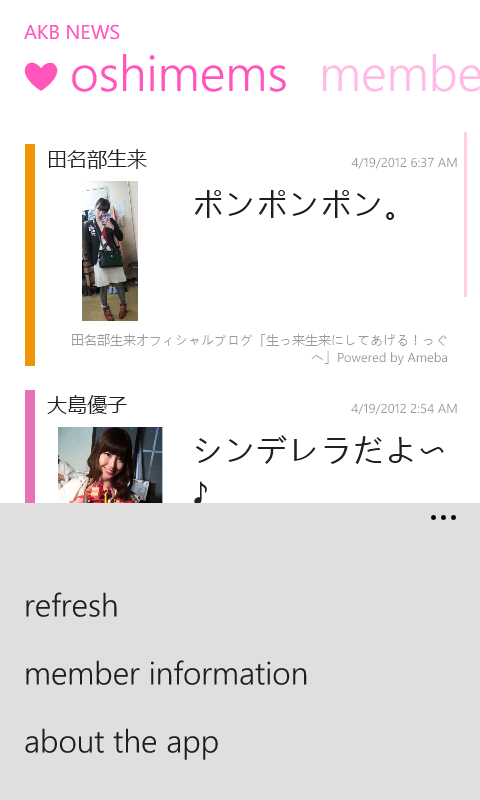 AKB NEWS
oshimems membe
田名部生来 4/19/2012 6:37 AM
ポンポンポン。
田名部生来オフィシャルブログ「生っ来生来にしてあげる！っぐ
へ」Powered by Ameba
大島優子 4/19/2012 2:54 AM
シンデレラだよ〜
♪
refresh
member information
about the app